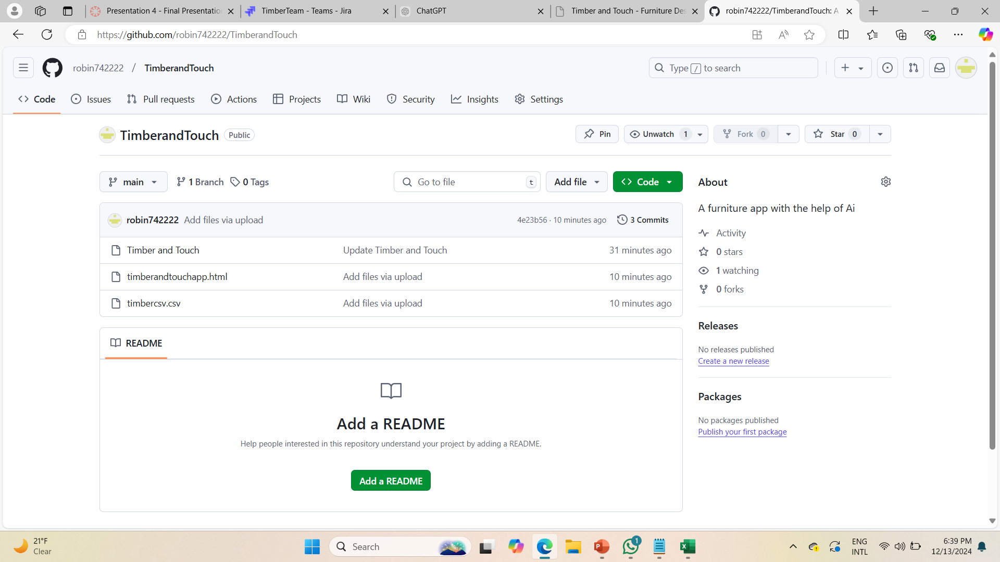 Presentation 4 - Final Presentatio
TimberTeam - Teams - Jira
ChatGPT
Timber and Touch - Furniture Des
robin742222/TimberandTouch: A
https://github.com/robin742222/TimberandTouch
robin742222 / TimberandTouch
Type / to search
Code
Issues
Pull requests
Actions
Projects
Wiki
Security
Insights
Settings
TimberandTouch Public
Pin
Unwatch 1
Fork 0
Star 0
main
1 Branch
0 Tags
Go to file t
Add file
Code
robin742222 Add files via upload 4e23b56 · 10 minutes ago 3 Commits
Timber and Touch Update Timber and Touch 31 minutes ago
timberandtouchapp.html Add files via upload 10 minutes ago
timbercsv.csv Add files via upload 10 minutes ago
README
Add a README
Help people interested in this repository understand your project by adding a README.
Add a README
About
A furniture app with the help of Ai
Activity
0 stars
1 watching
0 forks
Releases
No releases published
Create a new release
Packages
No packages published
Publish your first package
21°F
Clear
Search
1
ENG
INTL
6:39 PM
12/13/2024